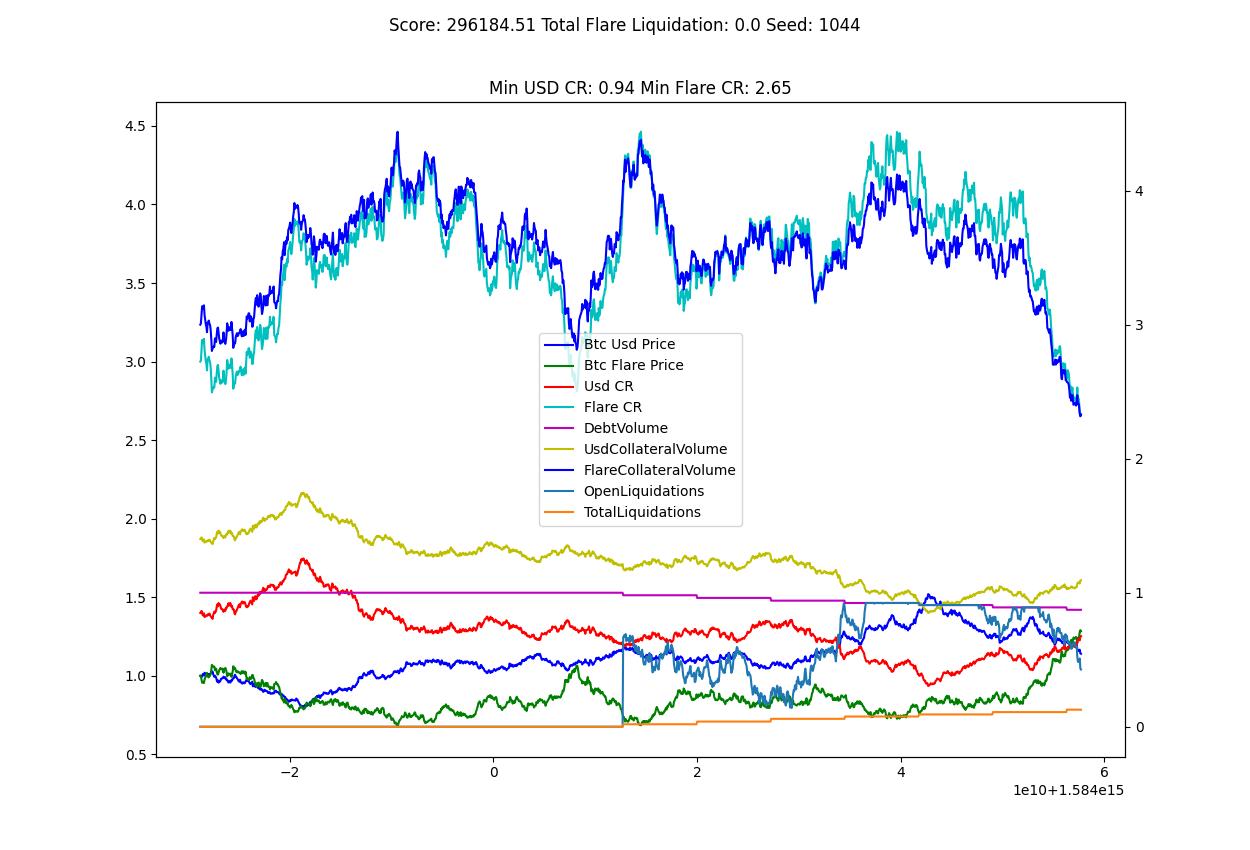 Score: 296184.51 Total Flare Liquidation: 0.0 Seed: 1044
Min USD CR: 0.94 Min Flare CR: 2.65
4.5
4.0
3.5
3.0
2.5
2.0
1.5
1.0
0.5
4
3
2
1
0
Btc Usd Price
Btc Flare Price
Usd CR
Flare CR
DebtVolume
UsdCollateralVolume
FlareCollateralVolume
OpenLiquidations
TotalLiquidations
−2
0
2
4
6
1e10+1.584e15